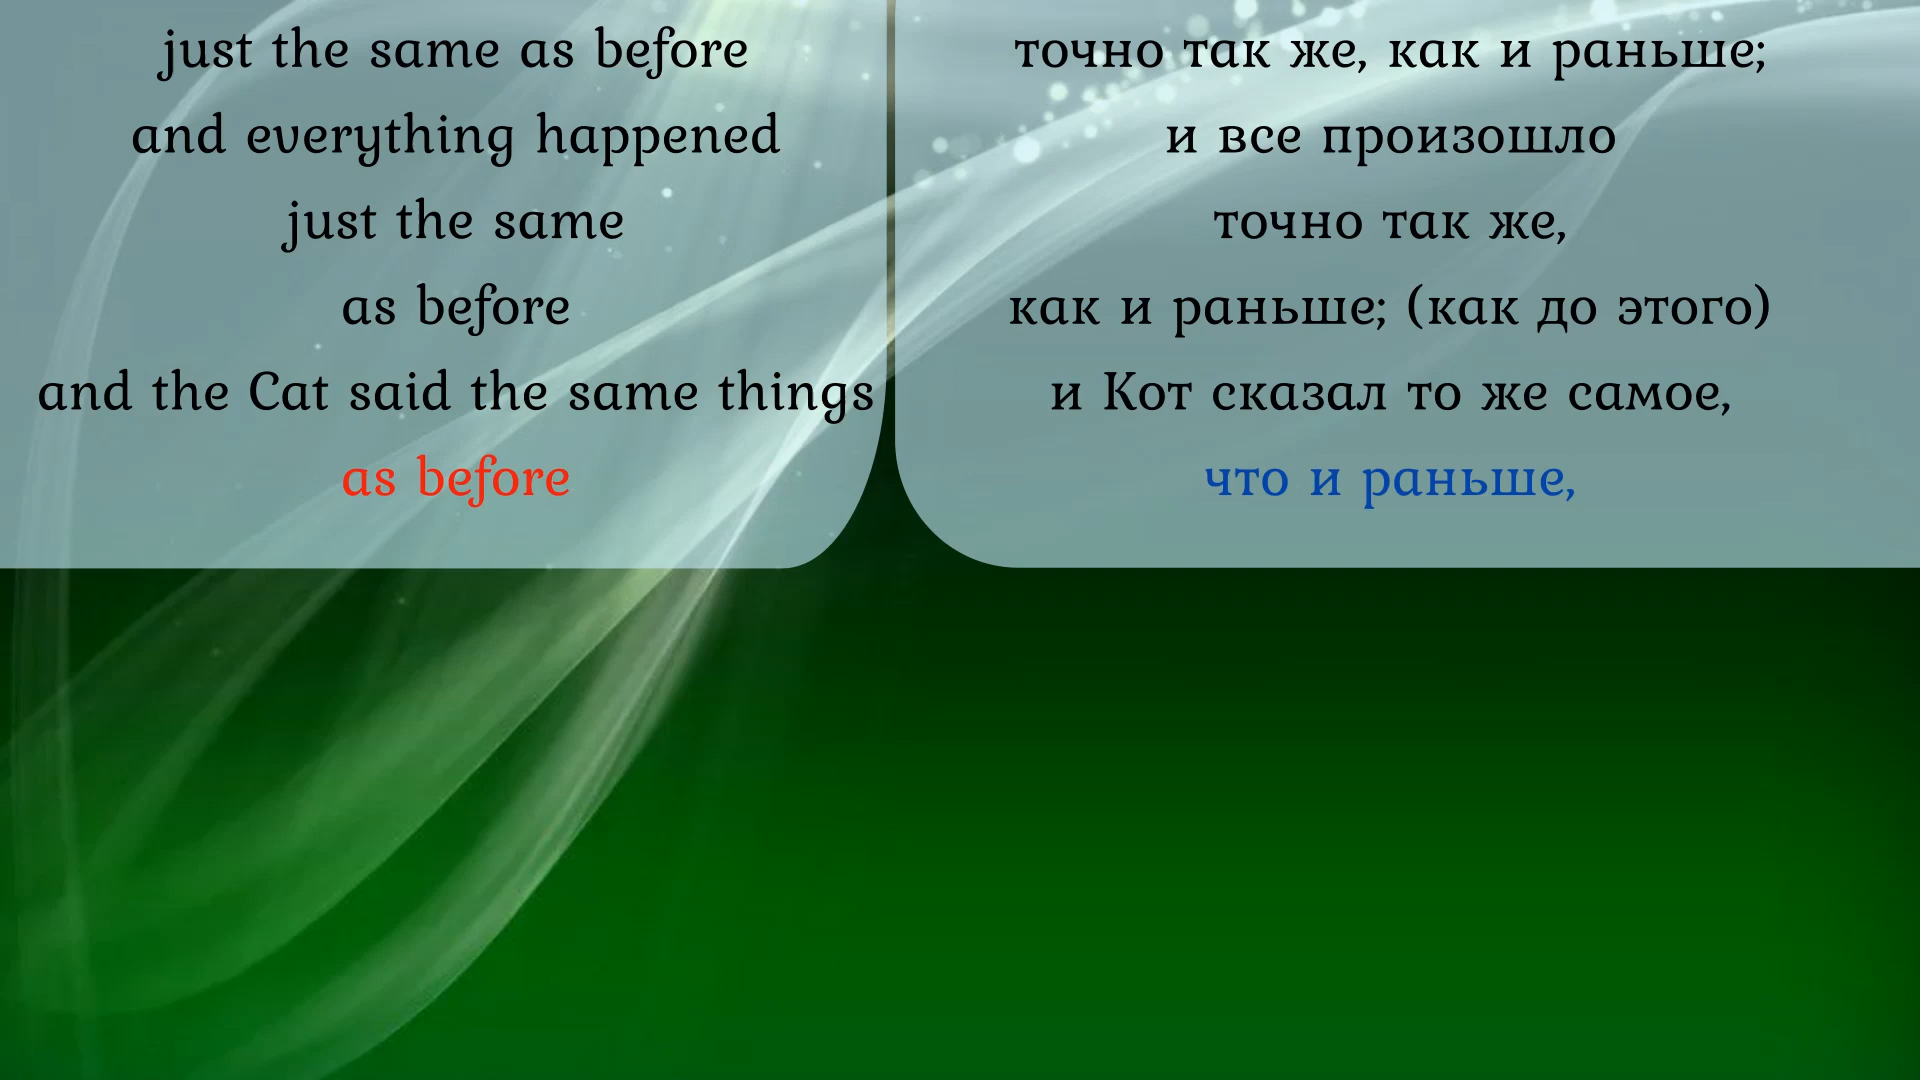 just the same as before
and everything happened
just the same
as before
and the Cat said the same things
as before
точно так же, как и раньше;
и все произошло
точно так же,
как и раньше; (как до этого)
и Кот сказал то же самое,
что и раньше,